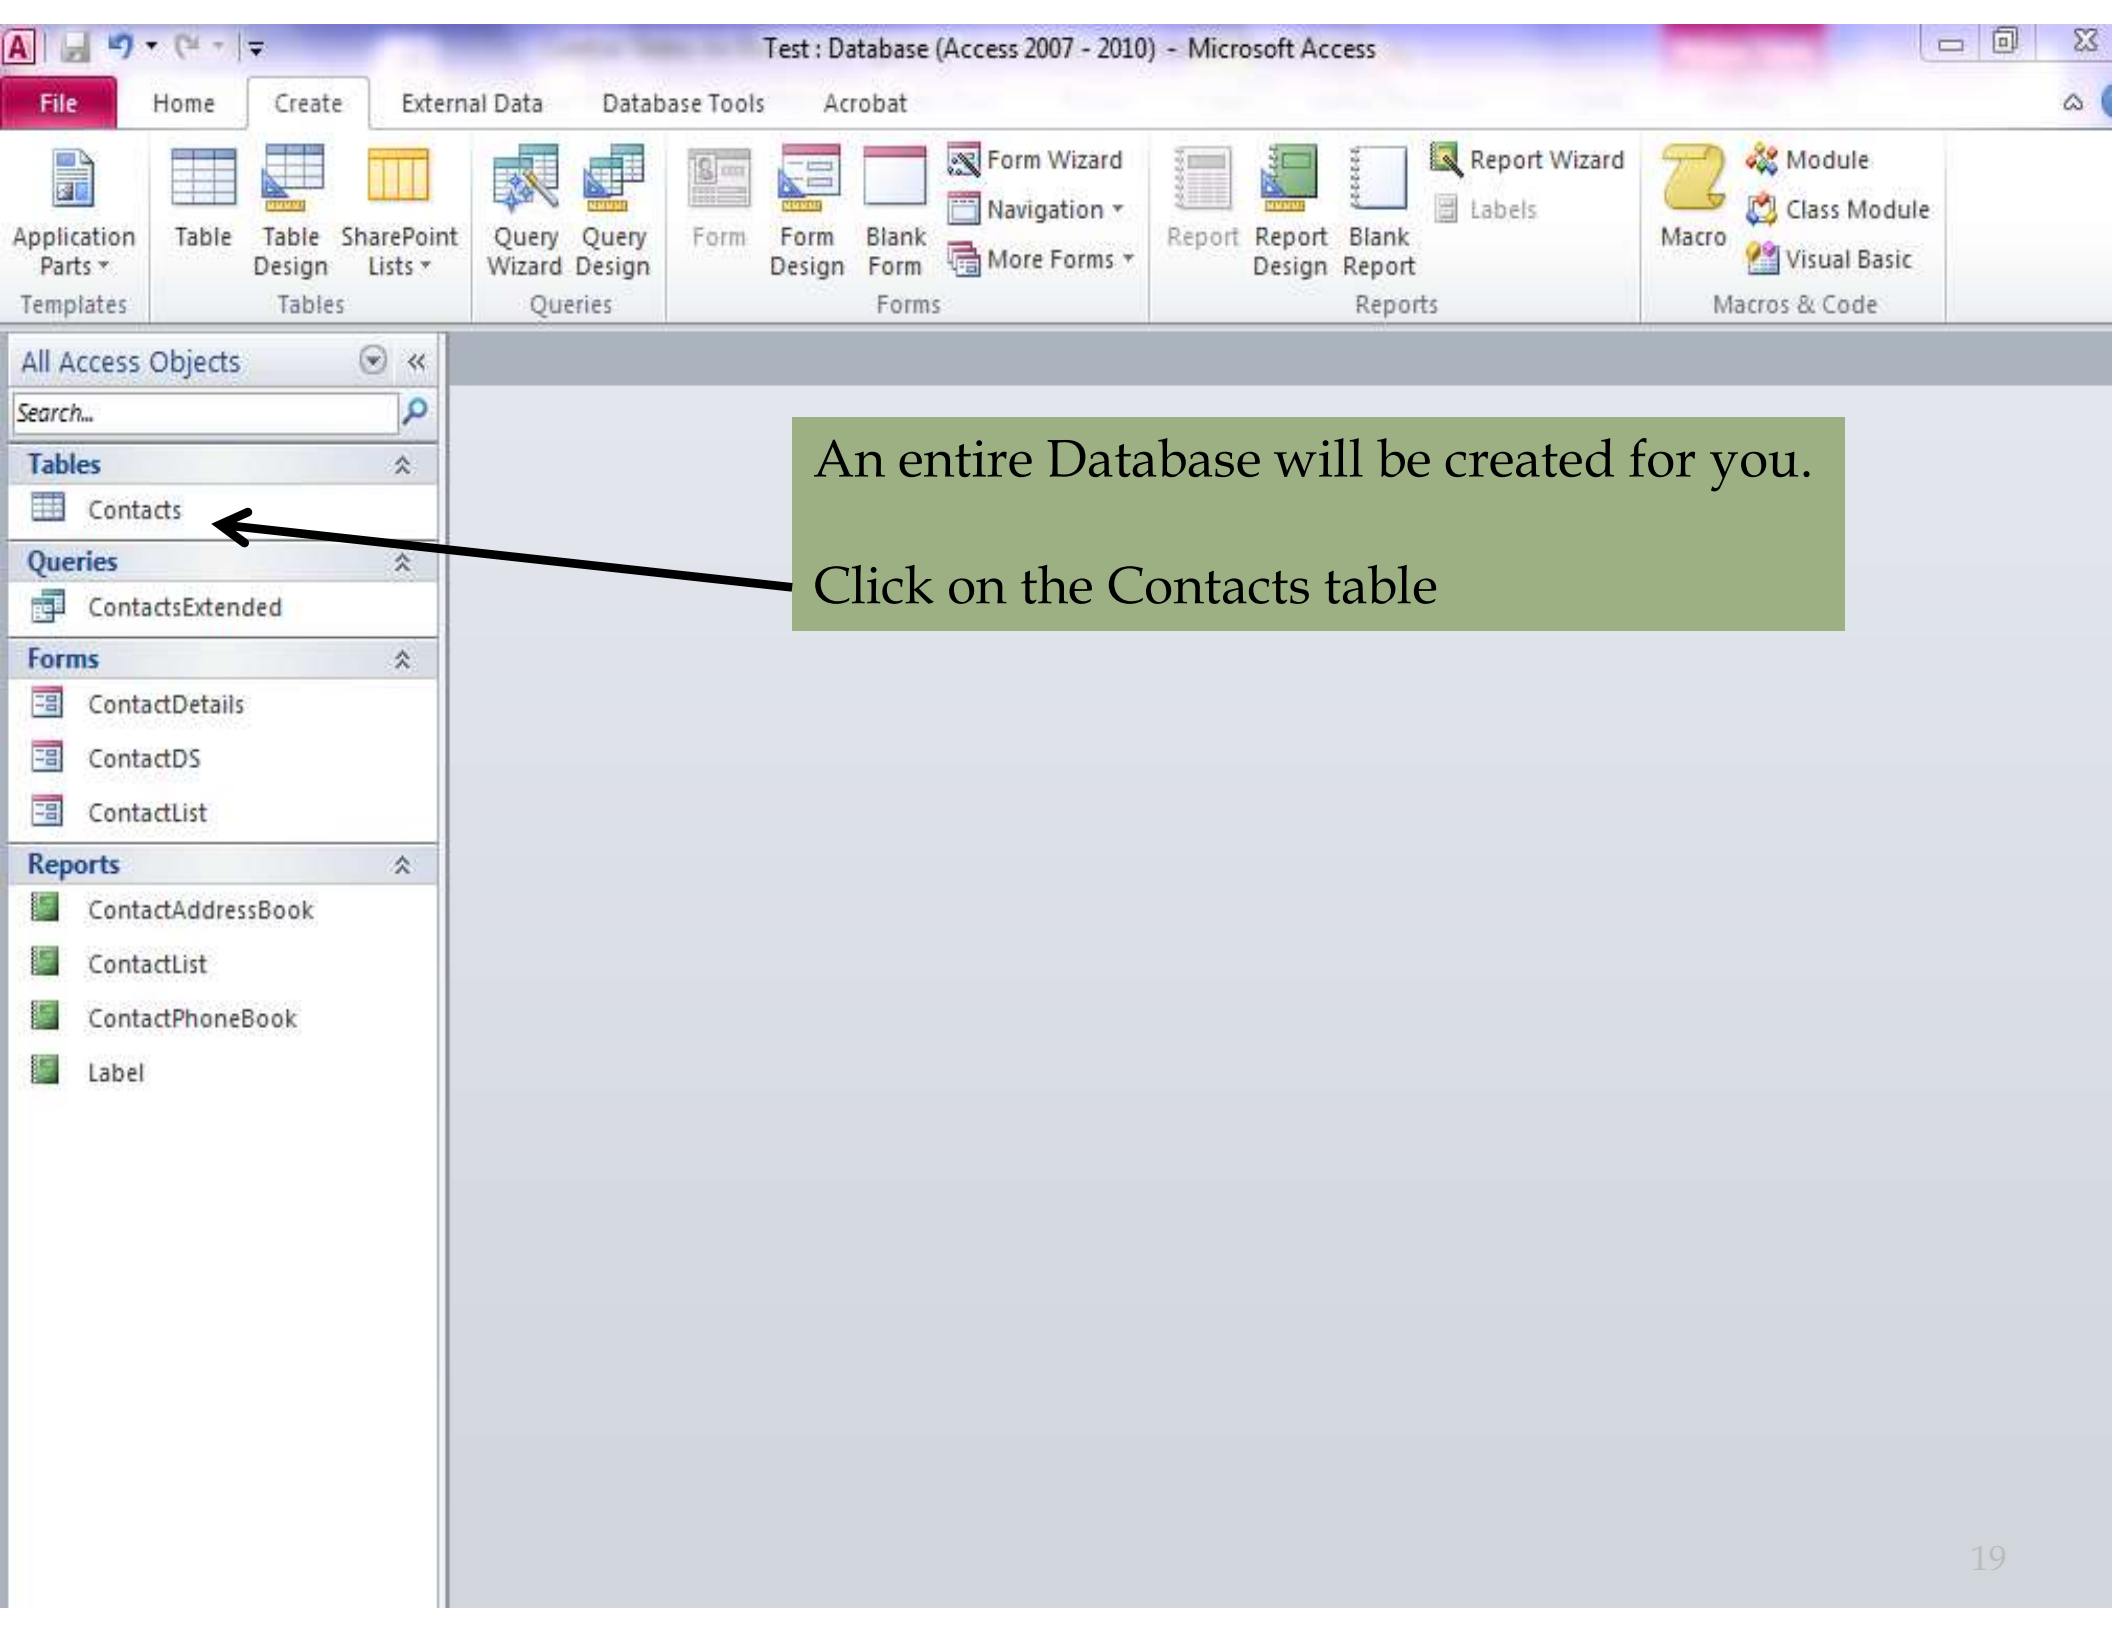 Test : Database (Access 2007 - 2010) - Microsoft Access
File Home Create External Data Database Tools Acrobat
Application Parts
Table
Table Design
SharePoint Lists
Query Wizard
Query Design
Form
Form Design
Blank Form
Form Wizard
Navigation
More Forms
Report
Report Design
Blank Report
Report Wizard
Labels
Macro
Module
Class Module
Visual Basic
Templates Tables Queries Forms Reports Macros & Code
All Access Objects
Search...
Tables
Contacts
Queries
ContactsExtended
Forms
ContactDetails
ContactDS
ContactList
Reports
ContactAddressBook
ContactList
ContactPhoneBook
Label
An entire Database will be created for you.
Click on the Contacts table
19